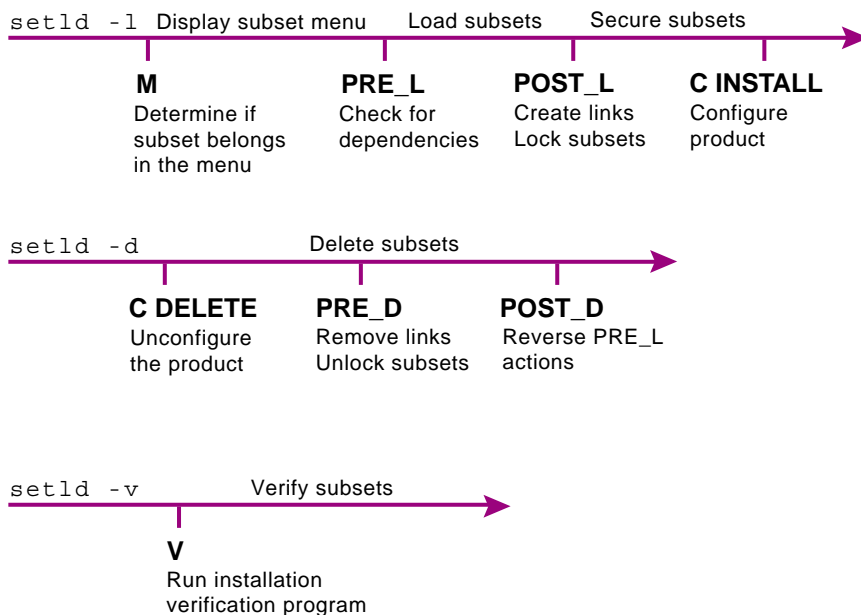 setld -l Display subset menu Load subsets Secure subsets
M PRE_L POST_L C INSTALL
Determine if Check for Create links Configure
subset belongs dependencies Lock subsets product
in the menu
setld -d Delete subsets
C DELETE PRE_D POST_D
Unconfigure Remove links Reverse PRE_L
the product Unlock subsets actions
setld -v Verify subsets
V
Run installation
verification program